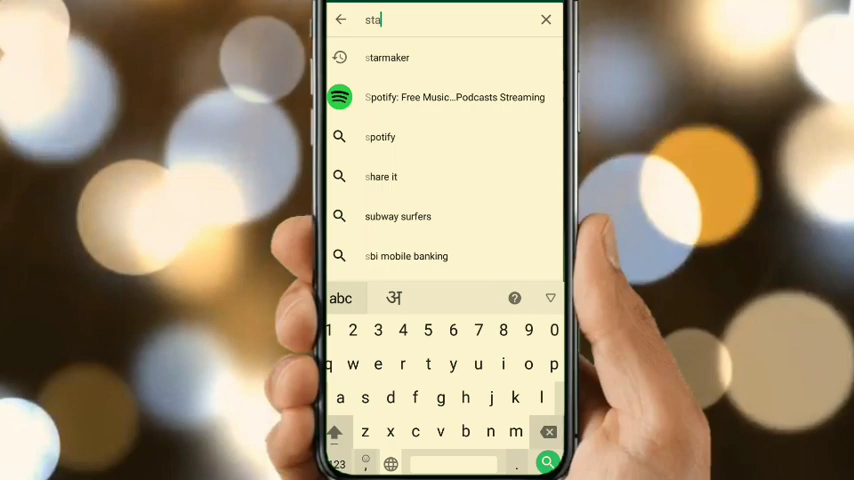 sta
starmaker
Spotify: Free Music...Podcasts Streaming
spotify
share it
subway surfers
sbi mobile banking
abc अ ?
1 2 3 4 5 6 7 8 9 0
q w e r t y u i o p
a s d f g h j k l
z x c v b n m
123 , .